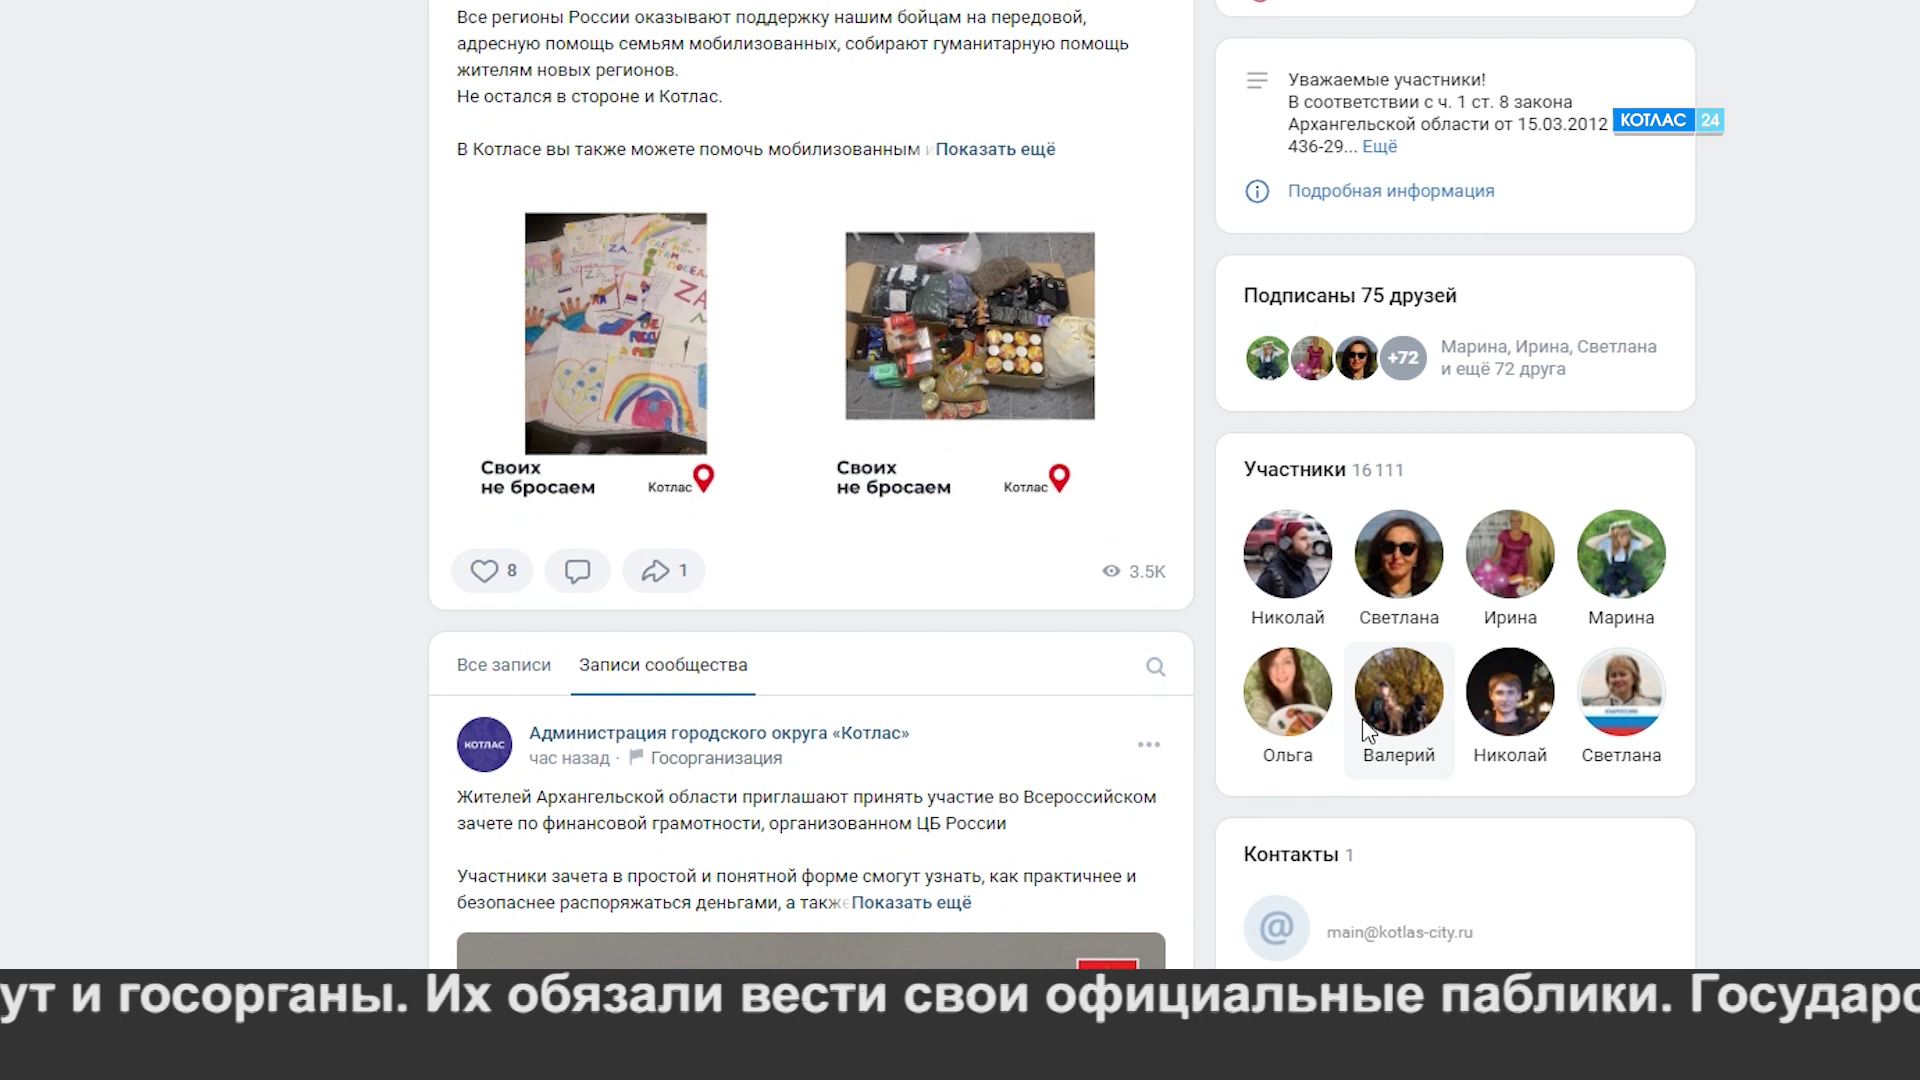 Все регионы России оказывают поддержку нашим бойцам на передовой,
адресную помощь семьям мобилизованных, собирают гуманитарную помощь
жителям новых регионов.
Не остался в стороне и Котлас.
В Котласе вы также можете помочь мобилизованным и Показать ещё
ZA
Своих
не бросаем
Котлас
Своих
не бросаем
Котлас
8
1
3.5K
Все записи
Записи сообщества
КОТЛАС
Администрация городского округа «Котлас»
час назад · Госорганизация
Жителей Архангельской области приглашают принять участие во Всероссийском
зачете по финансовой грамотности, организованном ЦБ России
Участники зачета в простой и понятной форме смогут узнать, как практичнее и
безопаснее распоряжаться деньгами, а также Показать ещё
Уважаемые участники!
В соответствии с ч. 1 ст. 8 закона
Архангельской области от 15.03.2012
436-29... Ещё
КОТЛАС 24
Подробная информация
Подписаны 75 друзей
+72
Марина, Ирина, Светлана
и ещё 72 друга
Участники 16 111
Николай
Светлана
Ирина
Марина
Ольга
Валерий
Николай
Светлана
Контакты 1
@
main@kotlas-city.ru
ут и госорганы. Их обязали вести свои официальные паблики. Государс